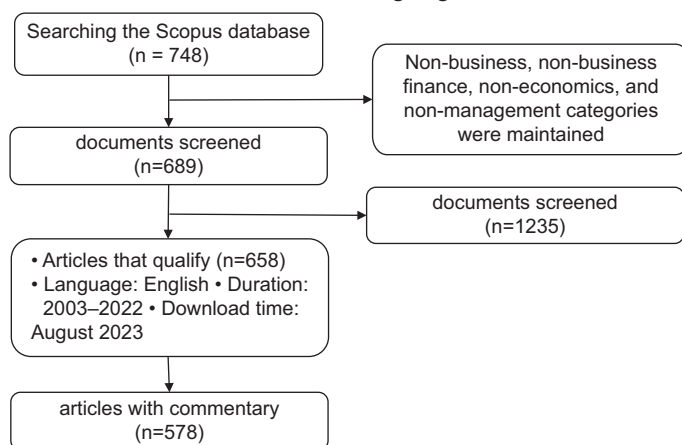 Searching the Scopus database
(n = 748)
Non-business, non-business
finance, non-economics, and
non-management categories
were maintained
documents screened
(n=689)
documents screened
(n=1235)
• Articles that qualify (n=658)
• Language: English • Duration:
2003–2022 • Download time:
August 2023
articles with commentary
(n=578)